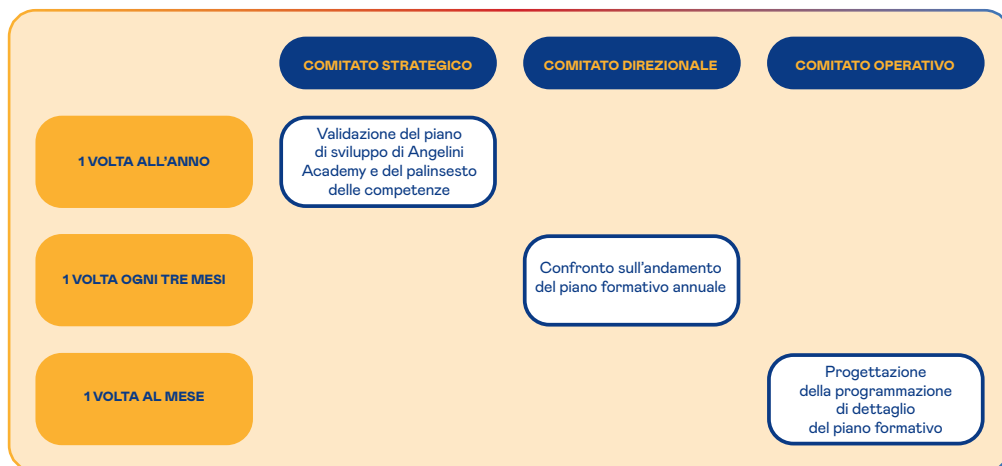 COMITATO STRATEGICO
COMITATO DIREZIONALE
COMITATO OPERATIVO
1 VOLTA ALL'ANNO
Validazione del piano
di sviluppo di Angelini
Academy e del palinsesto
delle competenze
1 VOLTA OGNI TRE MESI
Confronto sull'andamento
del piano formativo annuale
1 VOLTA AL MESE
Progettazione
della programmazione
di dettaglio
del piano formativo